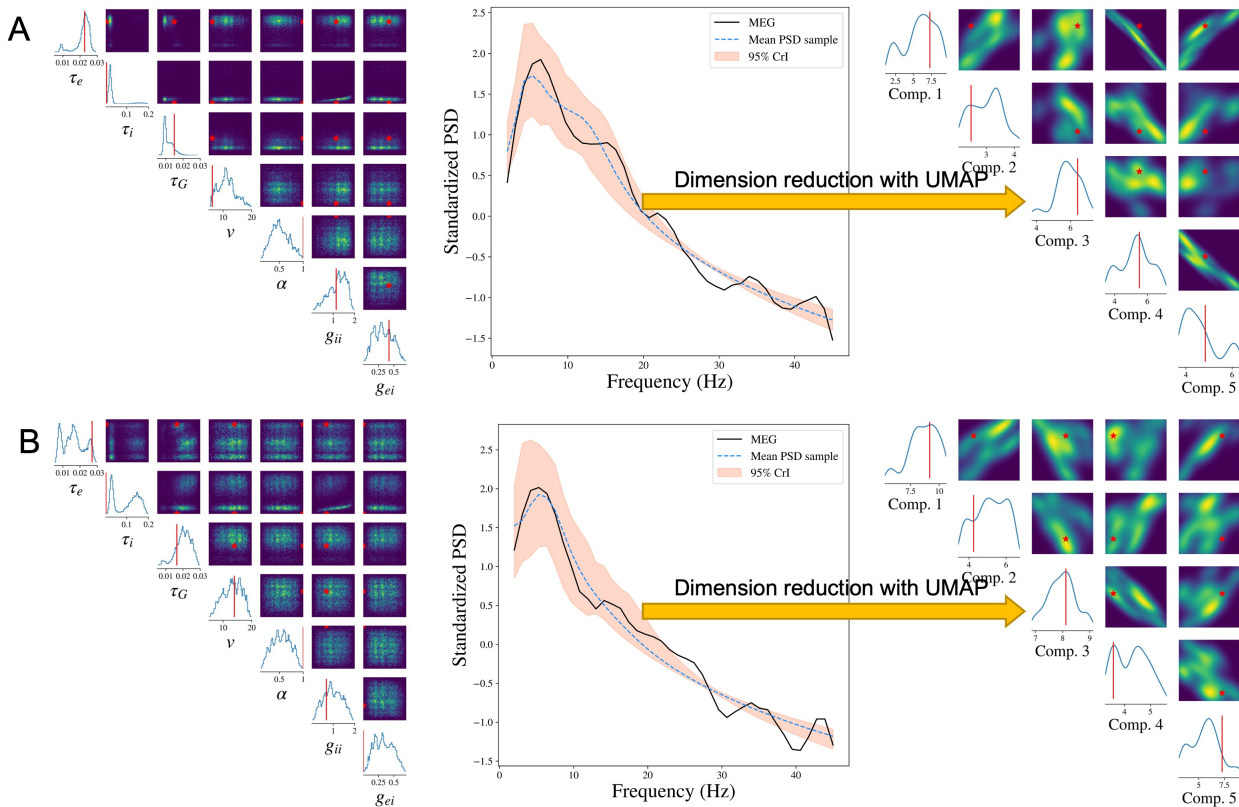 A
0.01 0.02 0.03
τe
0.1 0.2
τi
0.01 0.02 0.03
τG
10 20
v
0.5 1
α
1 2
gii
0.25 0.5
gei
2.5
2.0
1.5
1.0
0.5
0.0
−0.5
−1.0
−1.5
Standardized PSD
MEG
Mean PSD sample
95% CrI
0 10 20 30 40
Frequency (Hz)
Dimension reduction with UMAP
2.5 5 7.5
Comp. 1
3 4
Comp. 2
4 6
Comp. 3
4 5 6
Comp. 4
4 5 6
Comp. 5
B
0.01 0.02 0.03
τe
0.1 0.2
τi
0.01 0.02 0.03
τG
10 20
v
0.5 1
α
1 2
gii
0.25 0.5
gei
2.5
2.0
1.5
1.0
0.5
0.0
−0.5
−1.0
−1.5
Standardized PSD
MEG
Mean PSD sample
95% CrI
0 10 20 30 40
Frequency (Hz)
Dimension reduction with UMAP
7.5 10
Comp. 1
4 5 6
Comp. 2
7 8 9
Comp. 3
4 5
Comp. 4
5 7.5
Comp. 5